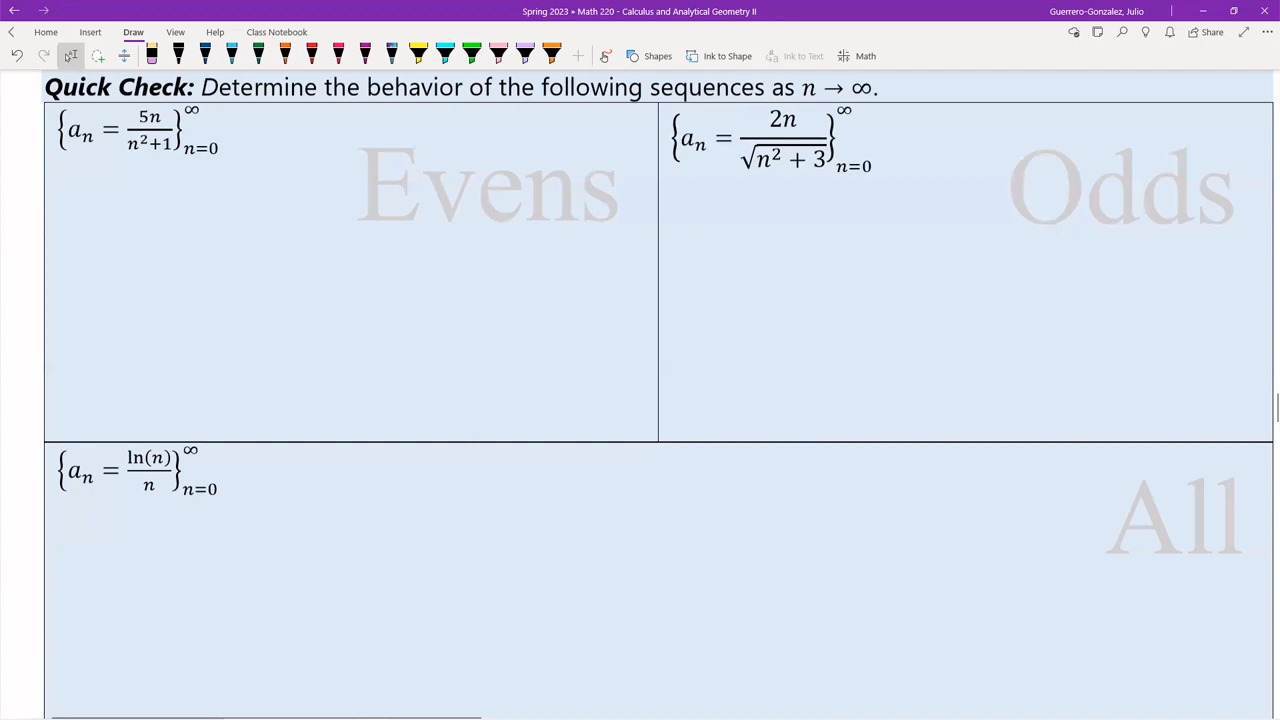 Spring 2023 » Math 220 - Calculus and Analytical Geometry II
Guerrero-Gonzalez, Julio
Home Insert Draw View Help Class Notebook
Share
Shapes Ink to Shape Ink to Text Math
Quick Check: Determine the behavior of the following sequences as n → ∞.
{a_n = 5n/(n²+1)}_{n=0}^∞
Evens
{a_n = 2n/√(n² + 3)}_{n=0}^∞
Odds
{a_n = ln(n)/n}_{n=0}^∞
All